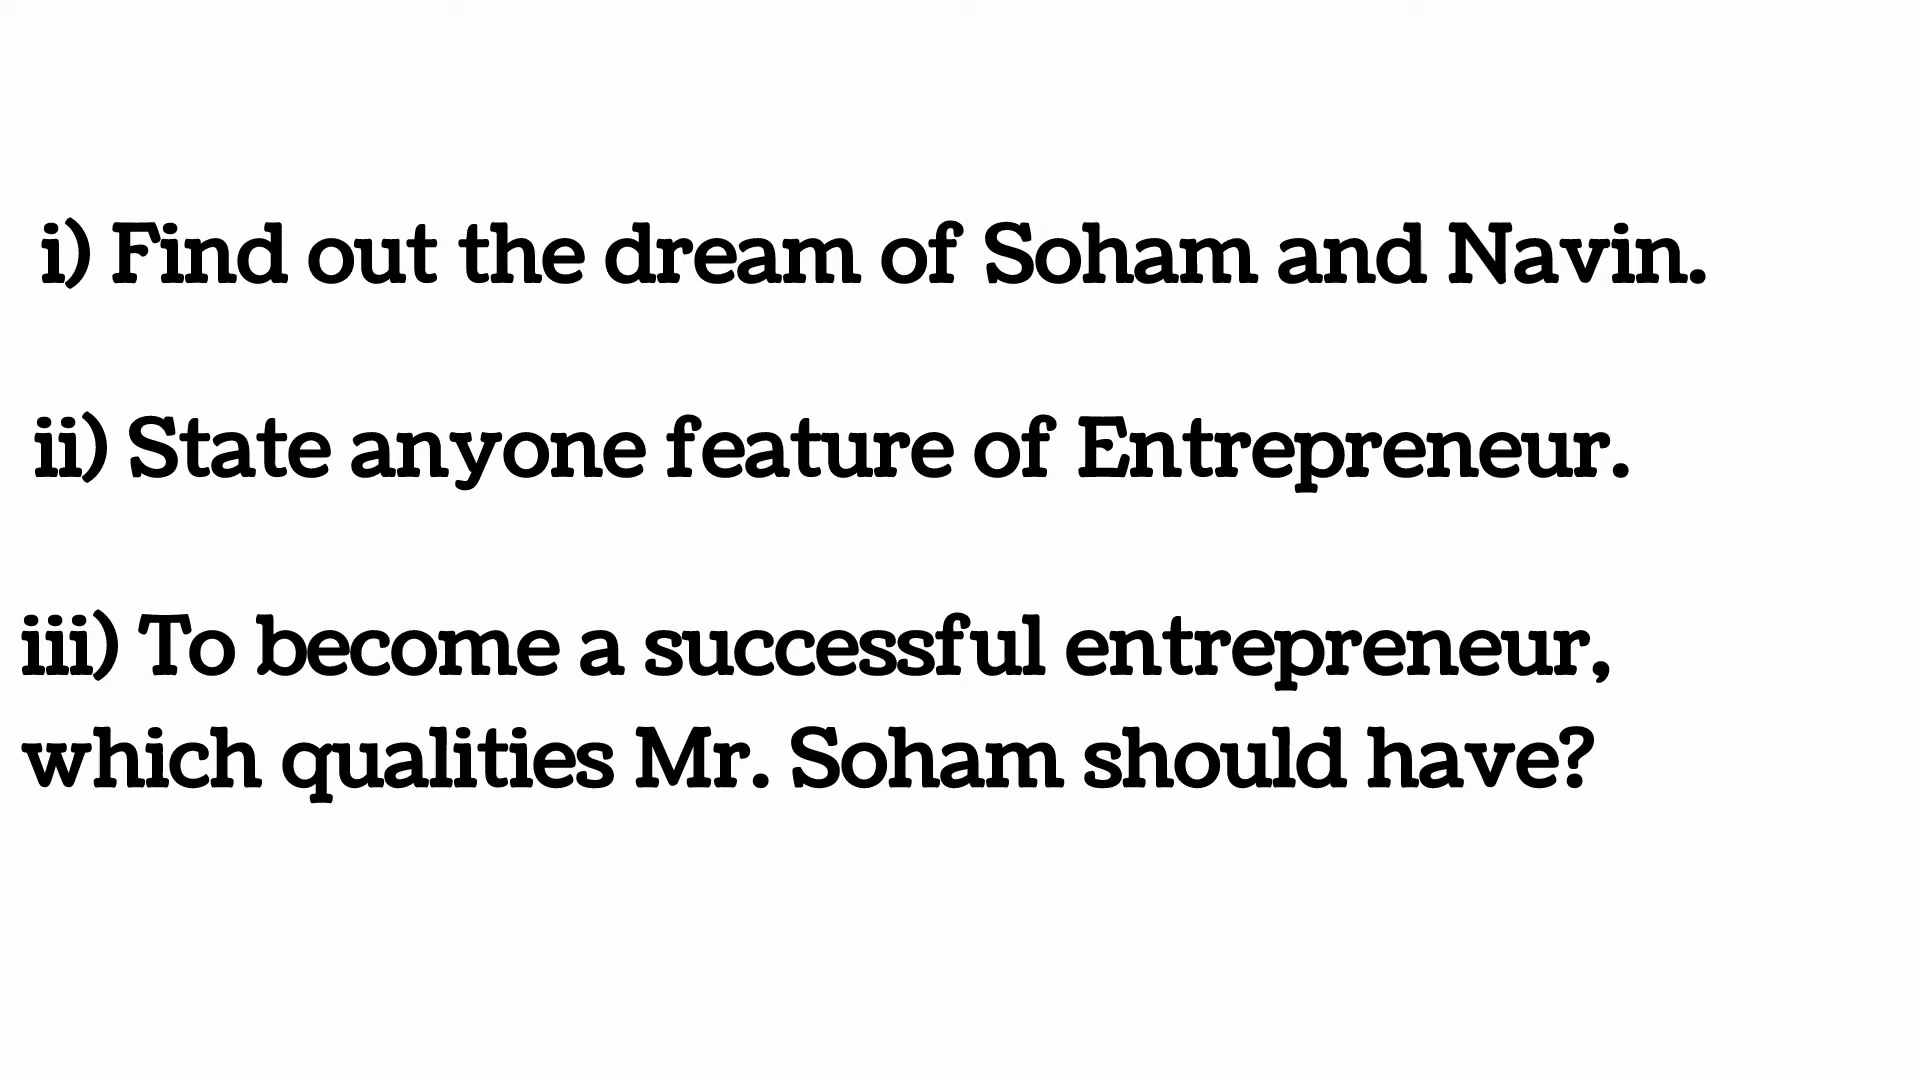 i) Find out the dream of Soham and Navin.
ii) State anyone feature of Entrepreneur.
iii) To become a successful entrepreneur,
which qualities Mr. Soham should have?